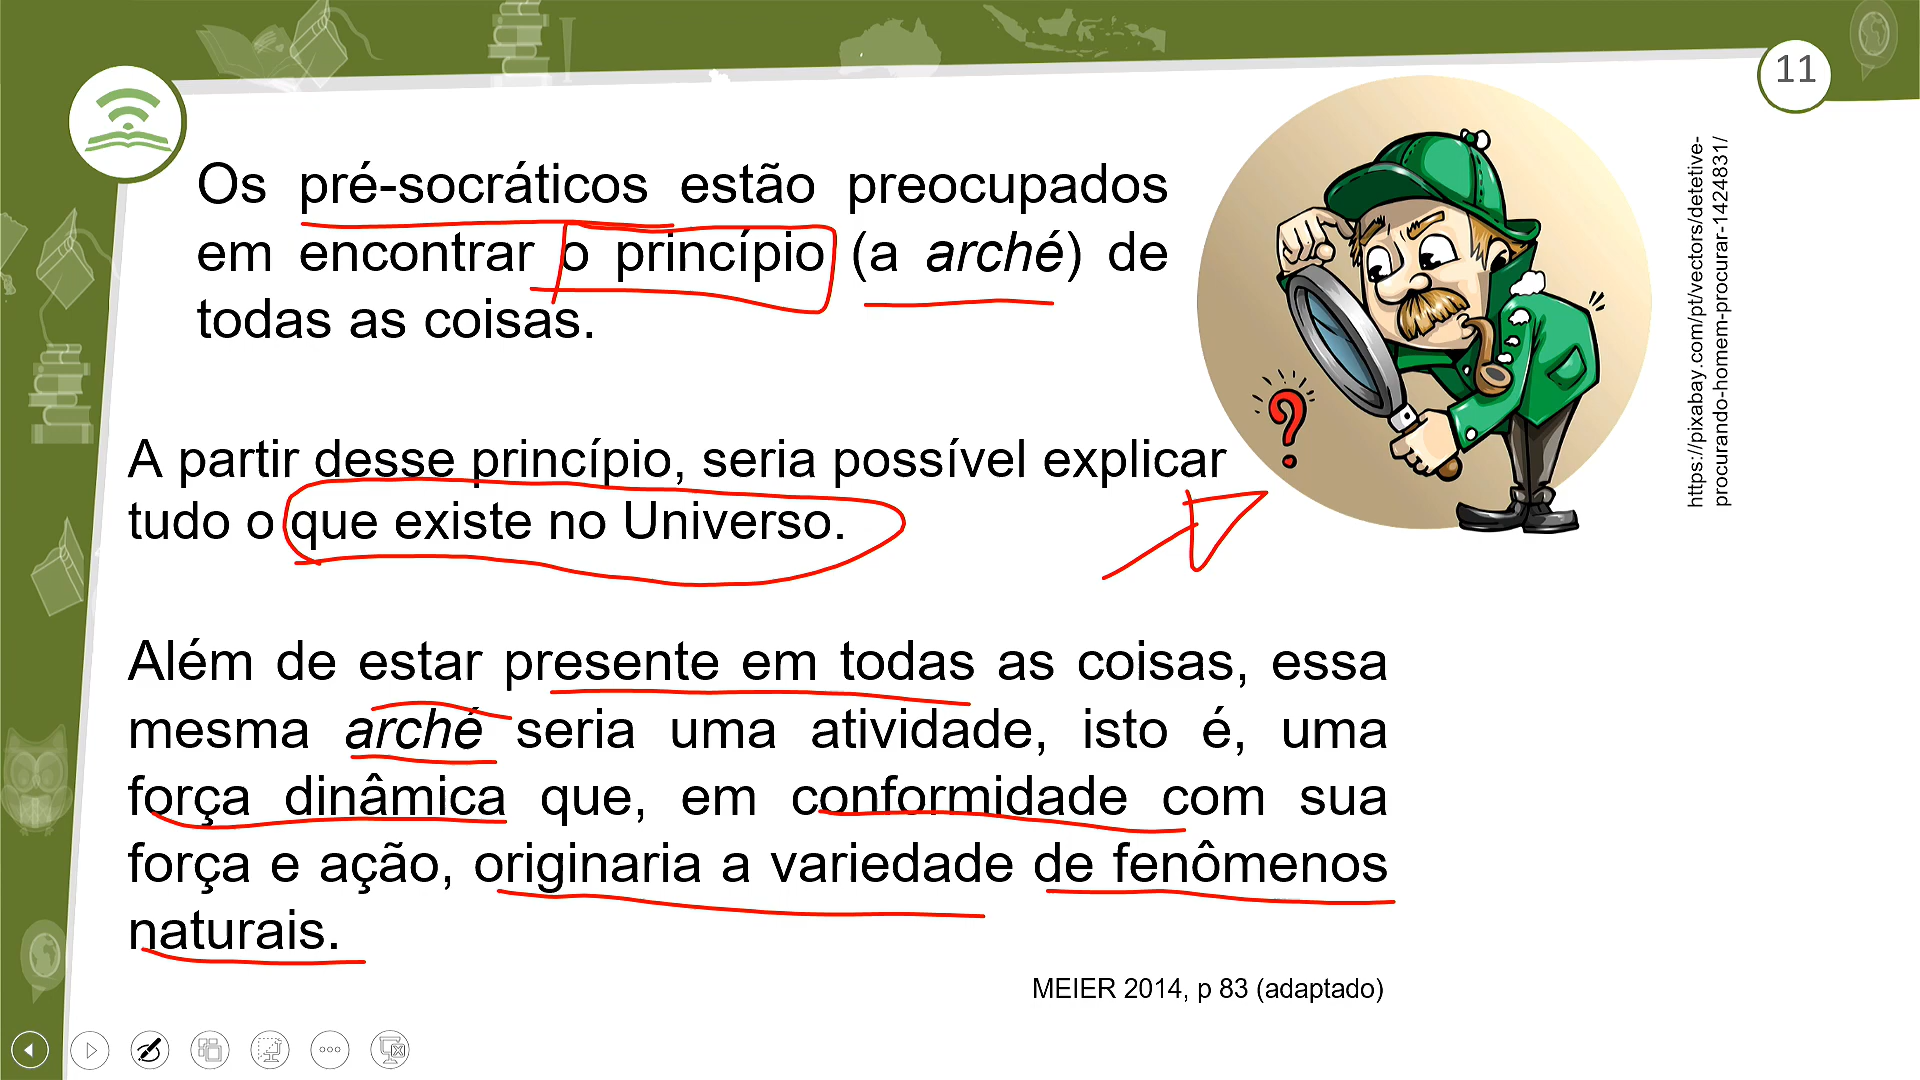 11
Os pré-socráticos estão preocupados
em encontrar o princípio (a arché) de
todas as coisas.
https://pixabay.com/pt/vectors/detetive-
procurando-homem-procurar-1424831/
?
A partir desse princípio, seria possível explicar
tudo o que existe no Universo.
Além de estar presente em todas as coisas, essa
mesma arché seria uma atividade, isto é, uma
força dinâmica que, em conformidade com sua
força e ação, originaria a variedade de fenômenos
naturais.
MEIER 2014, p 83 (adaptado)